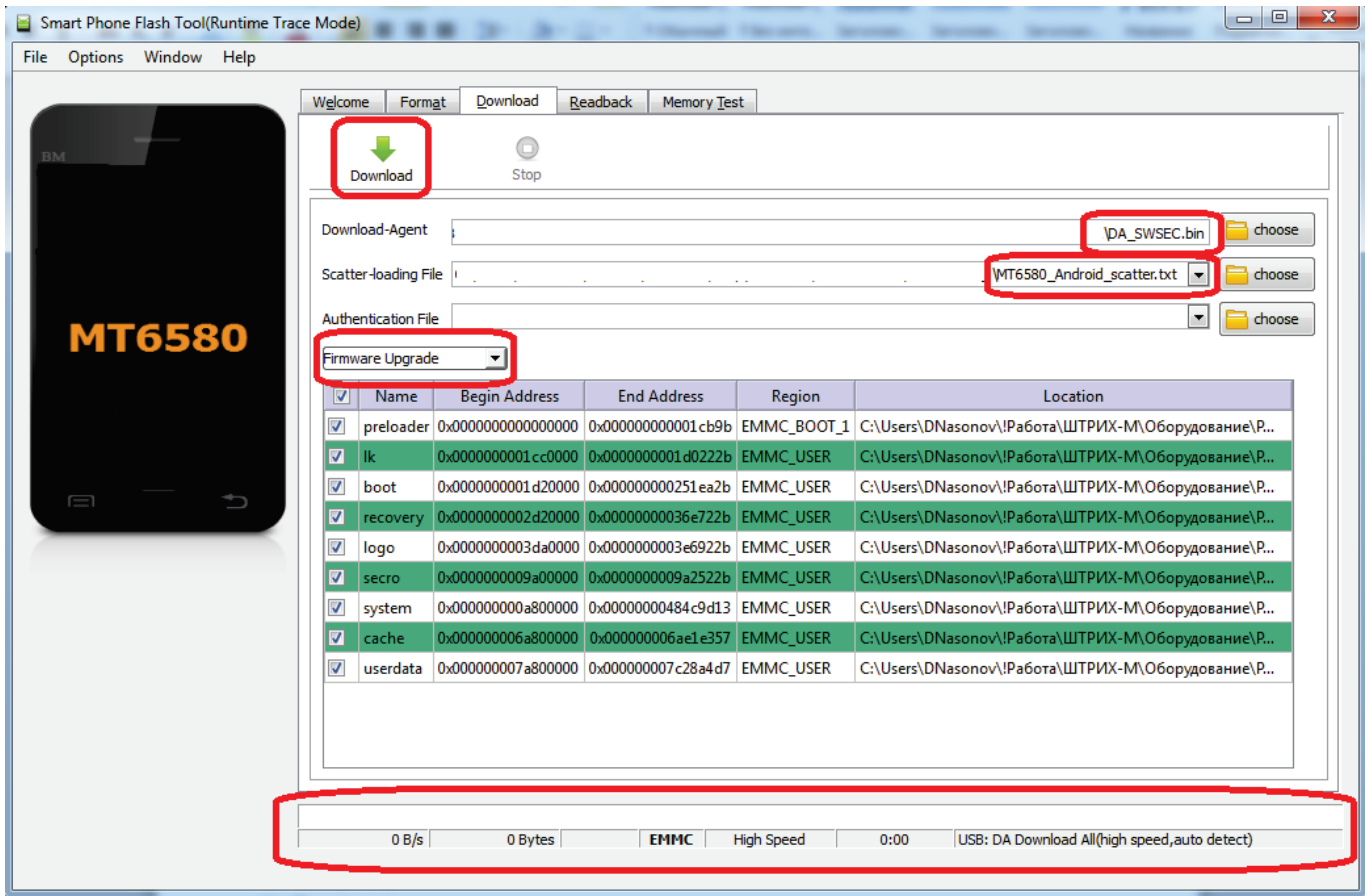 Smart Phone Flash Tool(Runtime Trace Mode)
File Options Window Help
Welcome Format Download Readback Memory Test
BM
Download Stop
Download-Agent \DA_SWSEC.bin choose
Scatter-loading File \MT6580_Android_scatter.txt choose
Authentication File choose
MT6580
Firmware Upgrade
Name Begin Address End Address Region Location
preloader 0x0000000000000000 0x000000000001cb9b EMMC_BOOT_1 C:\Users\DNasonov\!Работа\ШТРИХ-М\Оборудование\P...
lk 0x0000000001cc0000 0x0000000001d0222b EMMC_USER C:\Users\DNasonov\!Работа\ШТРИХ-М\Оборудование\P...
boot 0x0000000001d20000 0x000000000251ea2b EMMC_USER C:\Users\DNasonov\!Работа\ШТРИХ-М\Оборудование\P...
recovery 0x0000000002d20000 0x00000000036e722b EMMC_USER C:\Users\DNasonov\!Работа\ШТРИХ-М\Оборудование\P...
logo 0x0000000003da0000 0x0000000003e6922b EMMC_USER C:\Users\DNasonov\!Работа\ШТРИХ-М\Оборудование\P...
secro 0x0000000009a00000 0x0000000009a2522b EMMC_USER C:\Users\DNasonov\!Работа\ШТРИХ-М\Оборудование\P...
system 0x000000000a800000 0x00000000484c9d13 EMMC_USER C:\Users\DNasonov\!Работа\ШТРИХ-М\Оборудование\P...
cache 0x000000006a800000 0x000000006ae1e357 EMMC_USER C:\Users\DNasonov\!Работа\ШТРИХ-М\Оборудование\P...
userdata 0x000000007a800000 0x000000007c28a4d7 EMMC_USER C:\Users\DNasonov\!Работа\ШТРИХ-М\Оборудование\P...
0 B/s 0 Bytes EMMC High Speed 0:00 USB: DA Download All(high speed,auto detect)